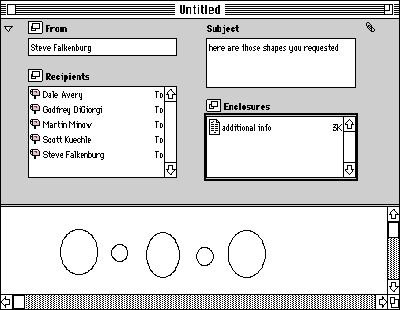 Untitled
From
Steve Falkenburg
Subject
here are those shapes you requested
Recipients
Dale Avery To
Godfrey DiGiorgi To
Martin Minow To
Scott Kuechle To
Steve Falkenburg To
Enclosures
additional info 3K